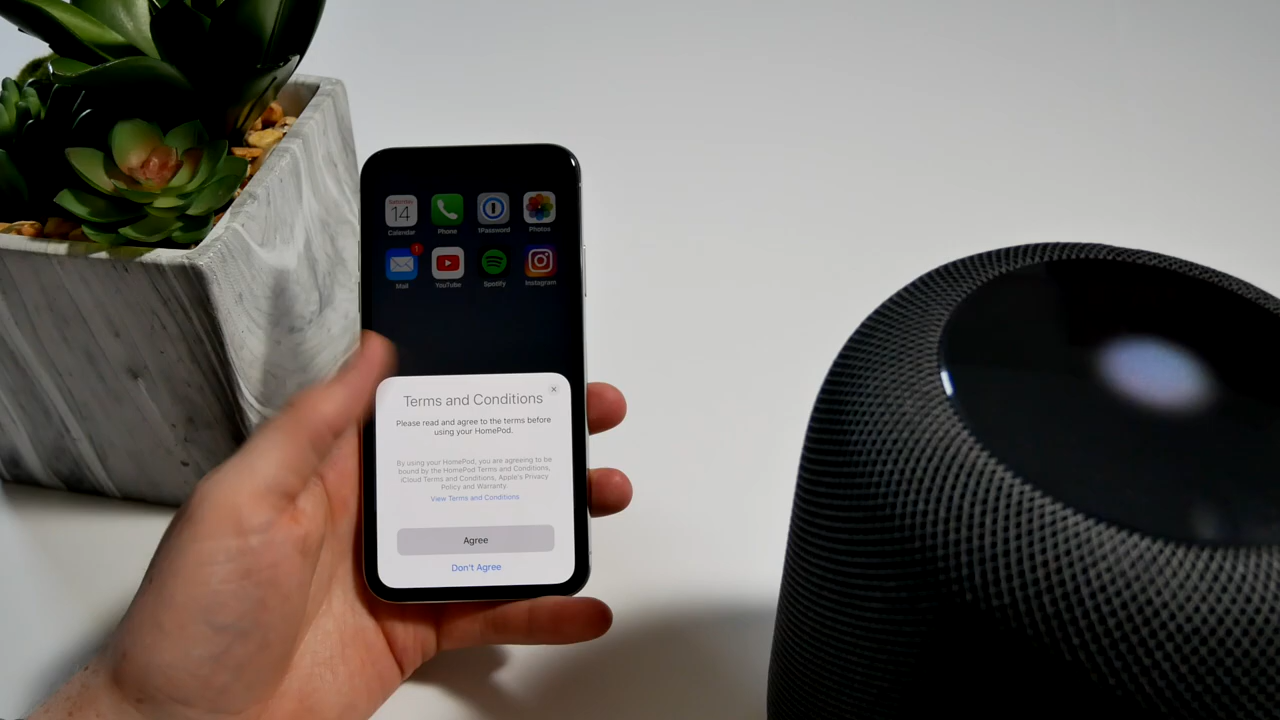 Saturday
14
Calendar
Phone
1Password
Photos
1
Mail
YouTube
Spotify
Instagram
Terms and Conditions
Please read and agree to the terms before
using your HomePod.
By using your HomePod, you are agreeing to be
bound by the HomePod Terms and Conditions,
iCloud Terms and Conditions, Apple's Privacy
Policy and Warranty.
View Terms and Conditions
Agree
Don't Agree